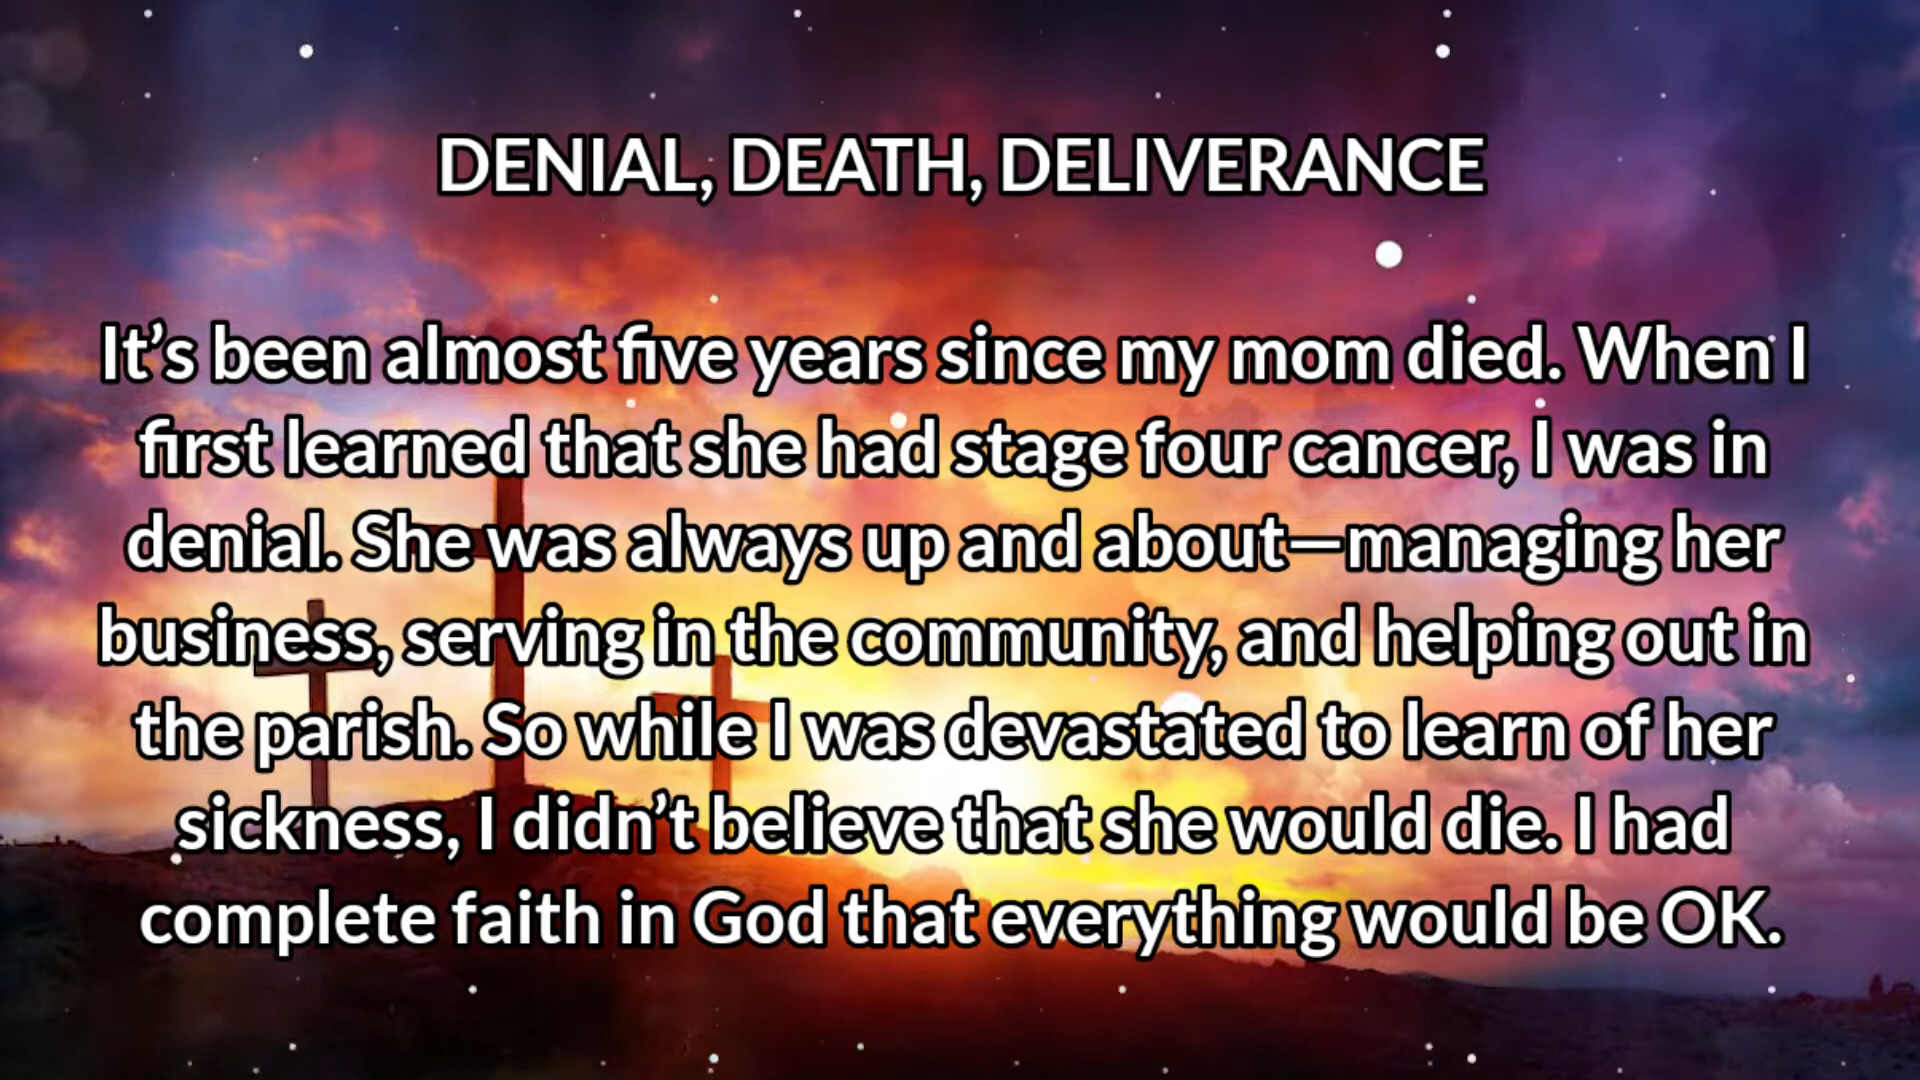 DENIAL, DEATH, DELIVERANCE
It’s been almost five years since my mom died. When I
first learned that she had stage four cancer, I was in
denial. She was always up and about—managing her
business, serving in the community, and helping out in
the parish. So while I was devastated to learn of her
sickness, I didn’t believe that she would die. I had
complete faith in God that everything would be OK.